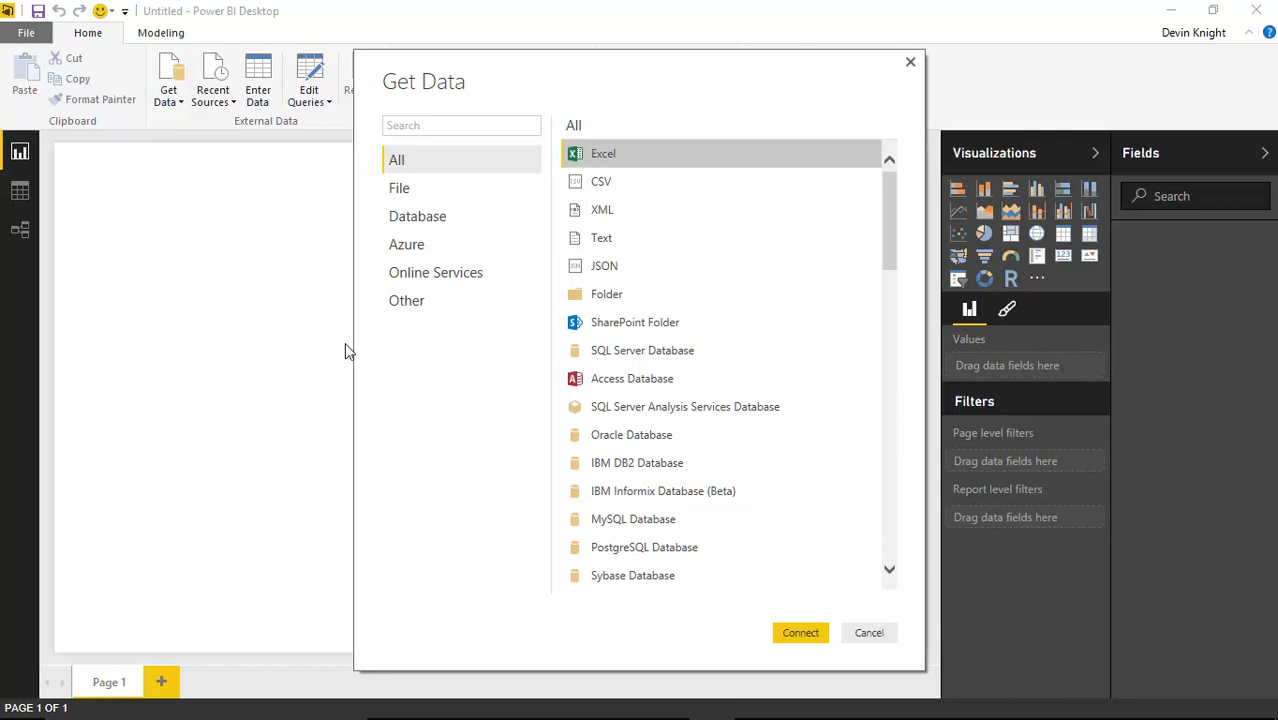 Untitled - Power BI Desktop
File
Home
Modeling
Devin Knight
Paste
Cut
Copy
Format Painter
Clipboard
Get
Data
Recent
Sources
Enter
Data
Edit
Queries
External Data
Get Data
Search
All
File
Database
Azure
Online Services
Other
All
Excel
CSV
XML
Text
JSON
Folder
SharePoint Folder
SQL Server Database
Access Database
SQL Server Analysis Services Database
Oracle Database
IBM DB2 Database
IBM Informix Database (Beta)
MySQL Database
PostgreSQL Database
Sybase Database
Connect
Cancel
Visualizations
Values
Drag data fields here
Filters
Page level filters
Drag data fields here
Report level filters
Drag data fields here
Fields
Search
Page 1
PAGE 1 OF 1